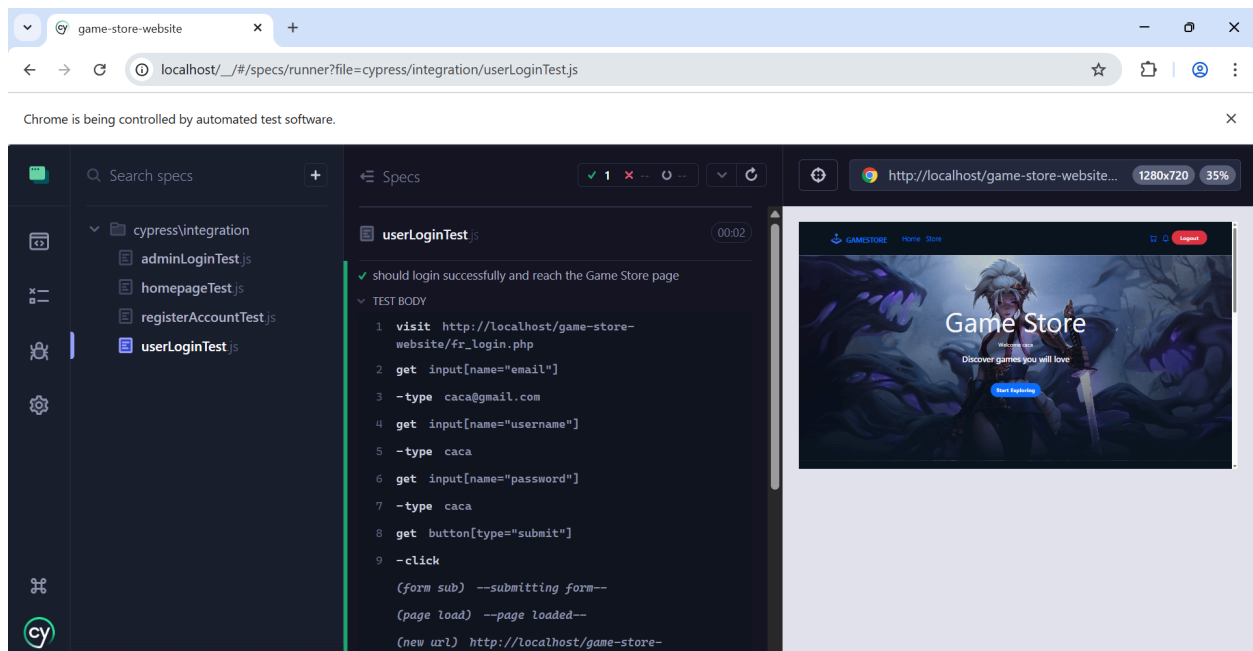 game-store-website
localhost/__/#/specs/runner?file=cypress/integration/userLoginTest.js
Chrome is being controlled by automated test software.
Search specs
cypress\integration
adminLoginTest.js
homepageTest.js
registerAccountTest.js
userLoginTest.js
cy
Specs
1 -- --
userLoginTest.js 00:02
should login successfully and reach the Game Store page
TEST BODY
1 visit http://localhost/game-store-
website/fr_login.php
2 get input[name="email"]
3 -type caca@gmail.com
4 get input[name="username"]
5 -type caca
6 get input[name="password"]
7 -type caca
8 get button[type="submit"]
9 -click
(form sub) --submitting form--
(page load) --page loaded--
(new url) http://localhost/game-store-
http://localhost/game-store-website... 1280x720 35%
GAMESTORE Home Store Logout
Game Store
Welcome caca
Discover games you will love
Start Exploring